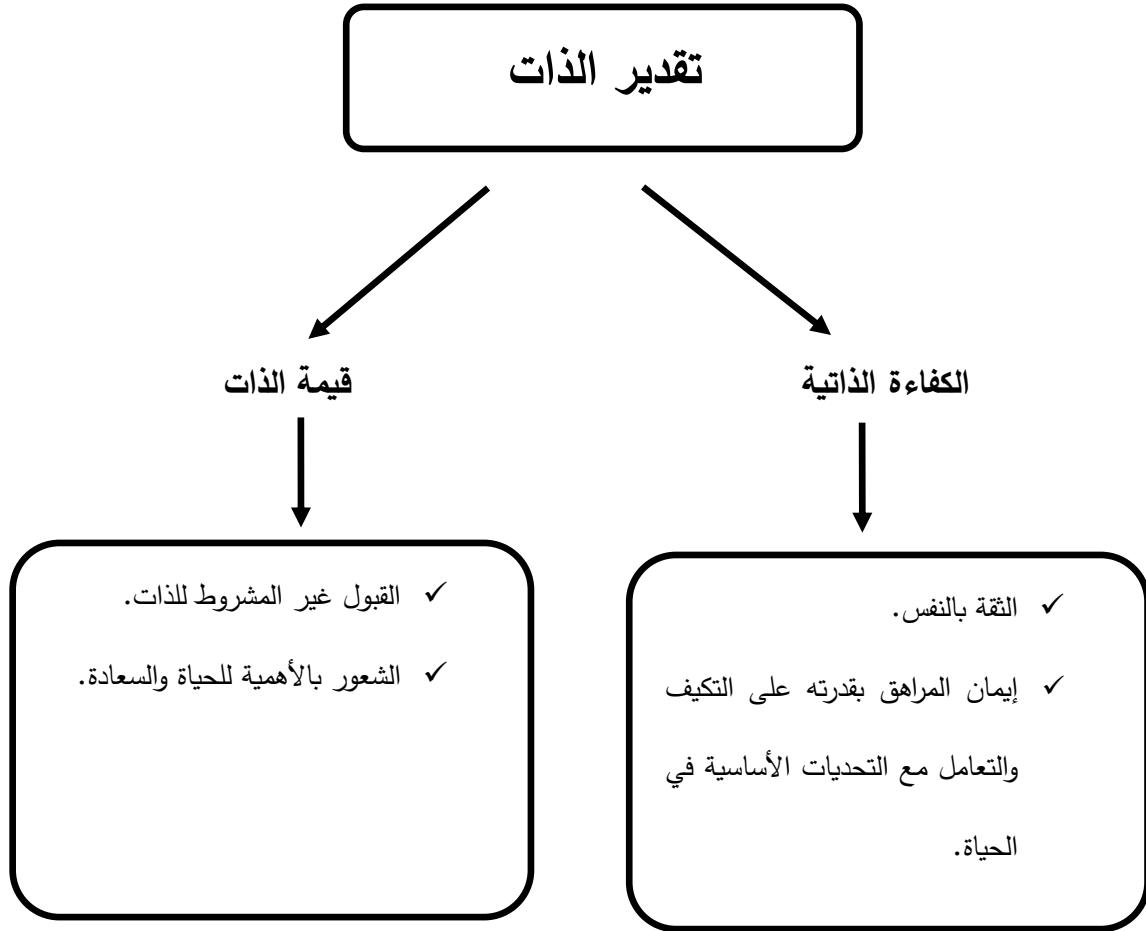 تقدير الذات
الكفاءة الذاتية
قيمة الذات
✓ الثقة بالنفس.
✓ إيمان المراهق بقدرته على التكيف
والتعامل مع التحديات الأساسية في
الحياة.
✓ القبول غير المشروط للذات.
✓ الشعور بالأهمية للحياة والسعادة.